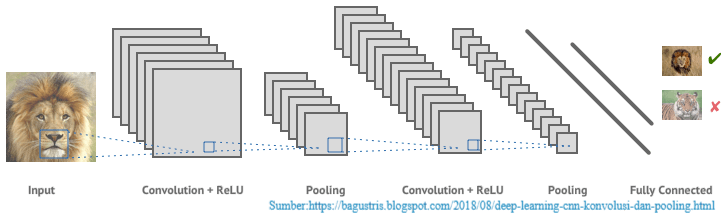 Input Convolution + ReLU Pooling Convolution + ReLU Pooling Fully Connected
Sumber:https://bagustris.blogspot.com/2018/08/deep-learning-cnn-konvolusi-dan-pooling.html